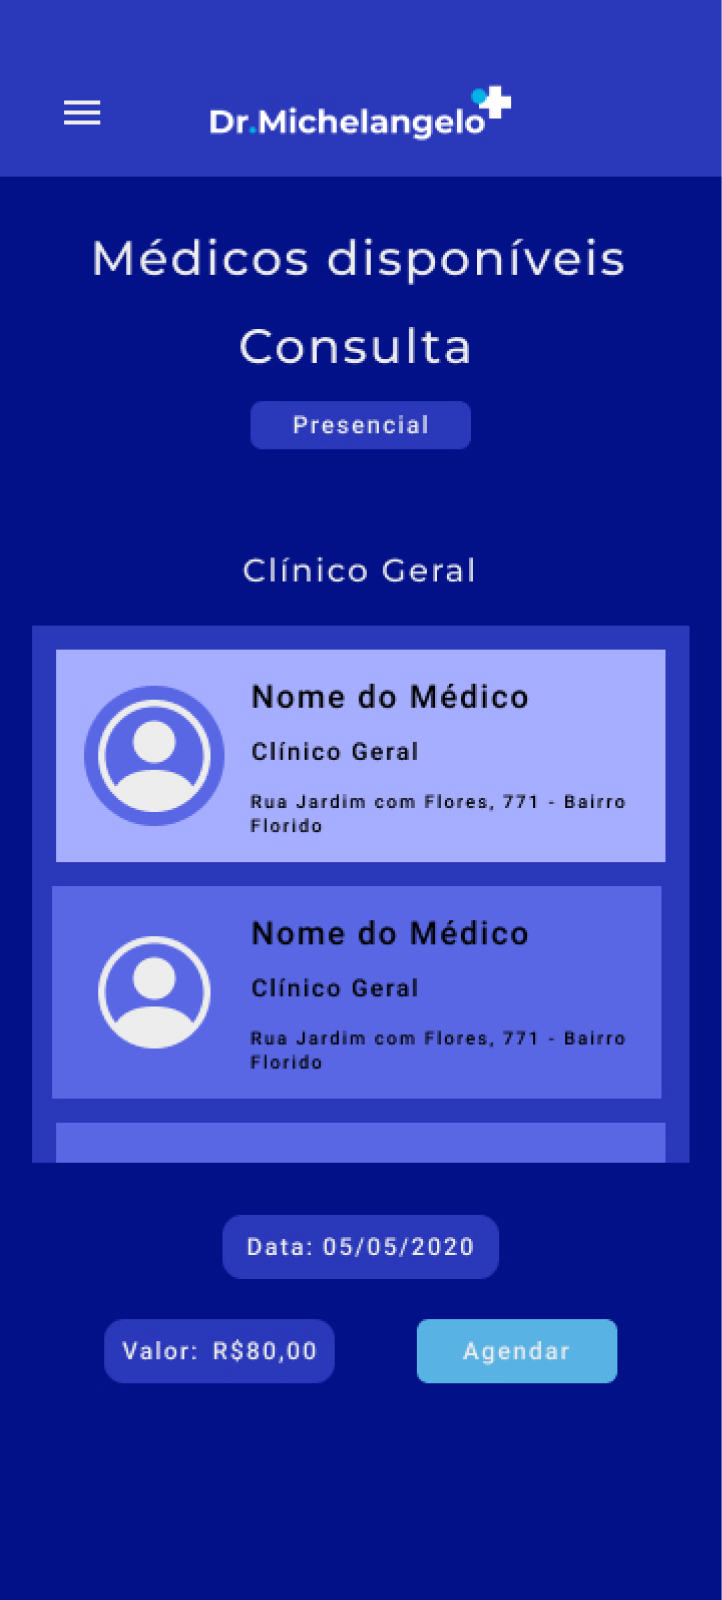 Dr.Michelangelo
Médicos disponíveis
Consulta
Presencial
Clínico Geral
Nome do Médico
Clínico Geral
Rua Jardim com Flores, 771 - Bairro
Florido
Nome do Médico
Clínico Geral
Rua Jardim com Flores, 771 - Bairro
Florido
Data: 05/05/2020
Valor: R$80,00
Agendar